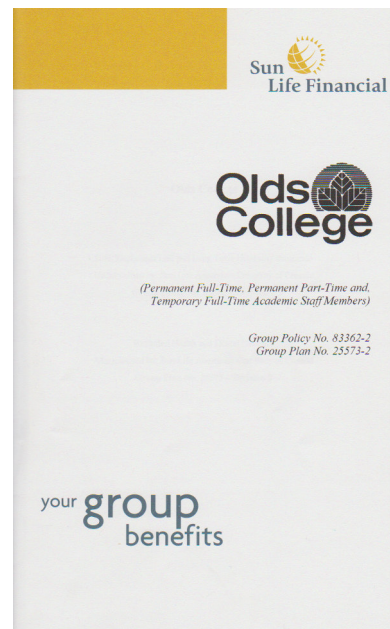 Sun
Life Financial
Olds
College
(Permanent Full-Time, Permanent Part-Time and,
Temporary Full-Time Academic Staff Members)
Group Policy No. 83362-2
Group Plan No. 25573-2
your group
benefits